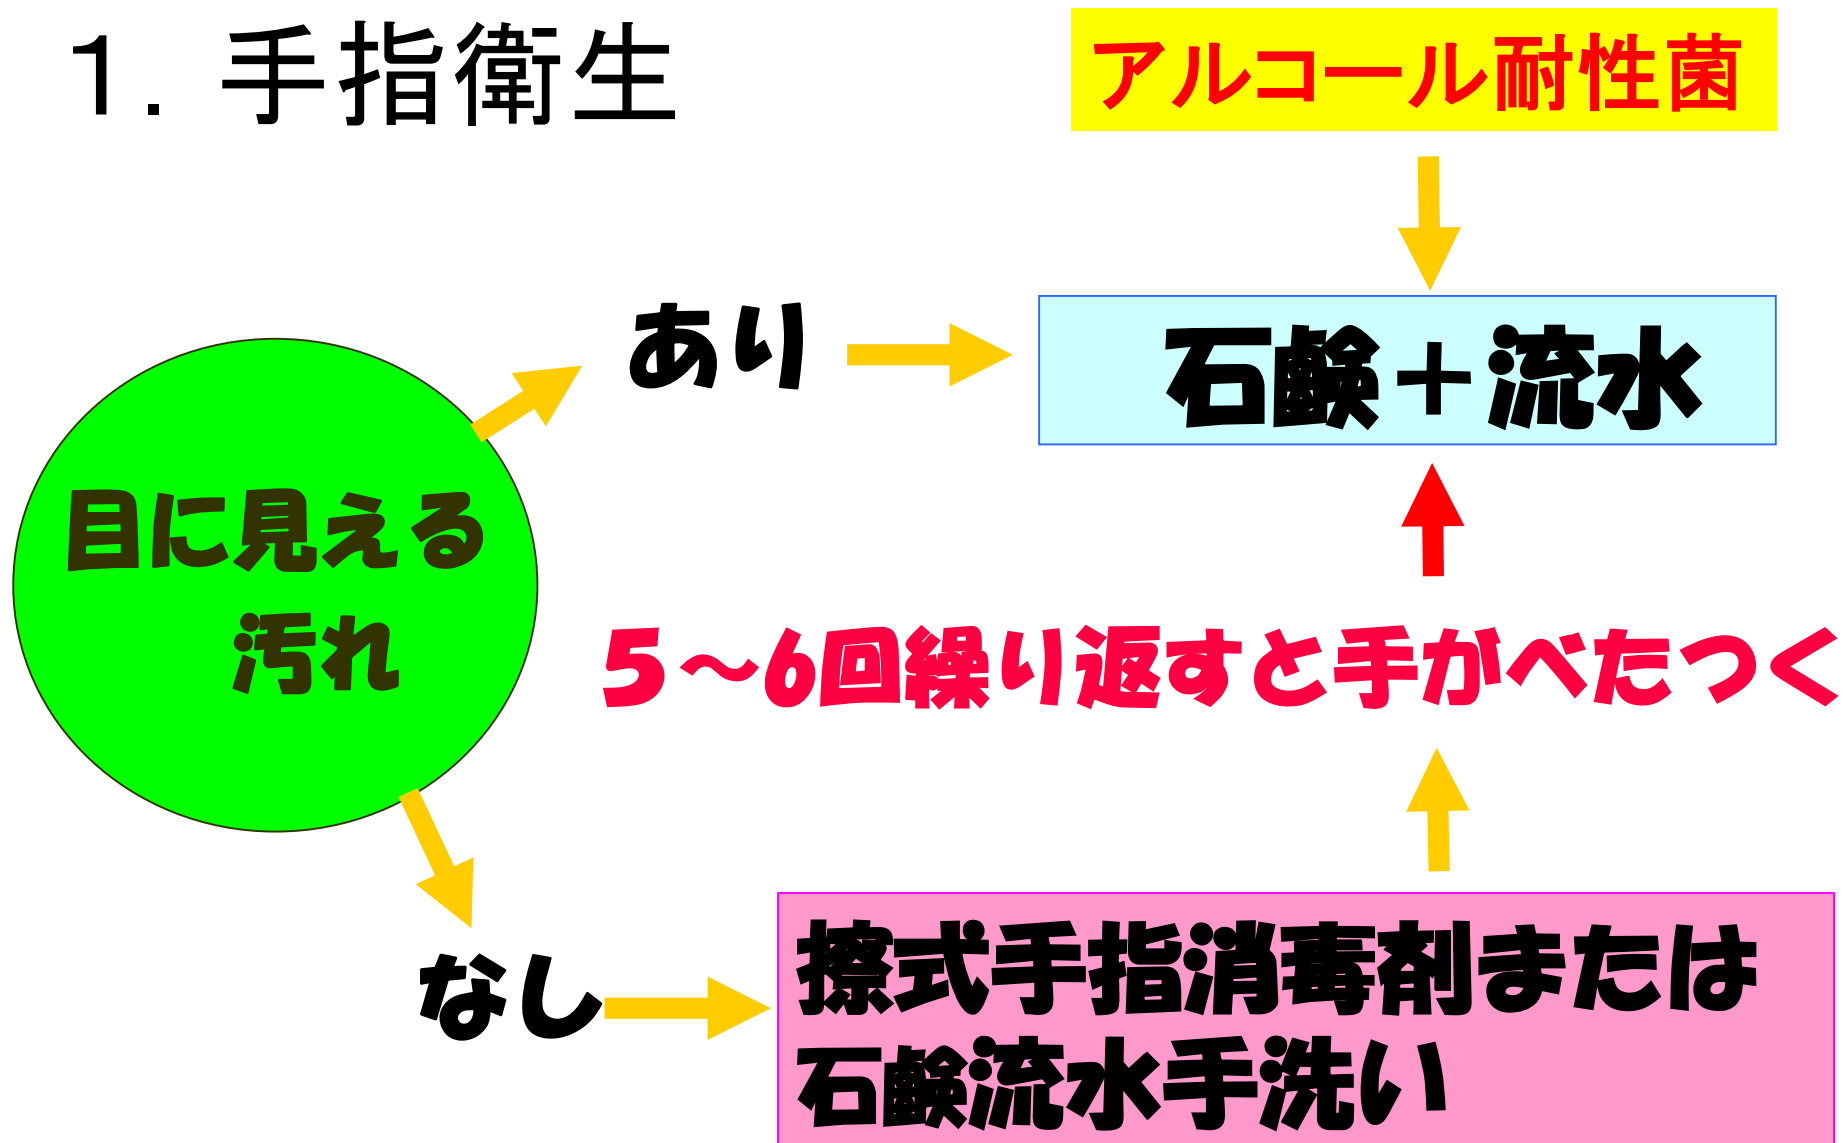 １．手指衛生
アルコール耐性菌
あり
石鹸＋流水
目に見える
汚れ
５～6回繰り返すと手がべたつく
なし
擦式手指消毒剤または
石鹸流水手洗い